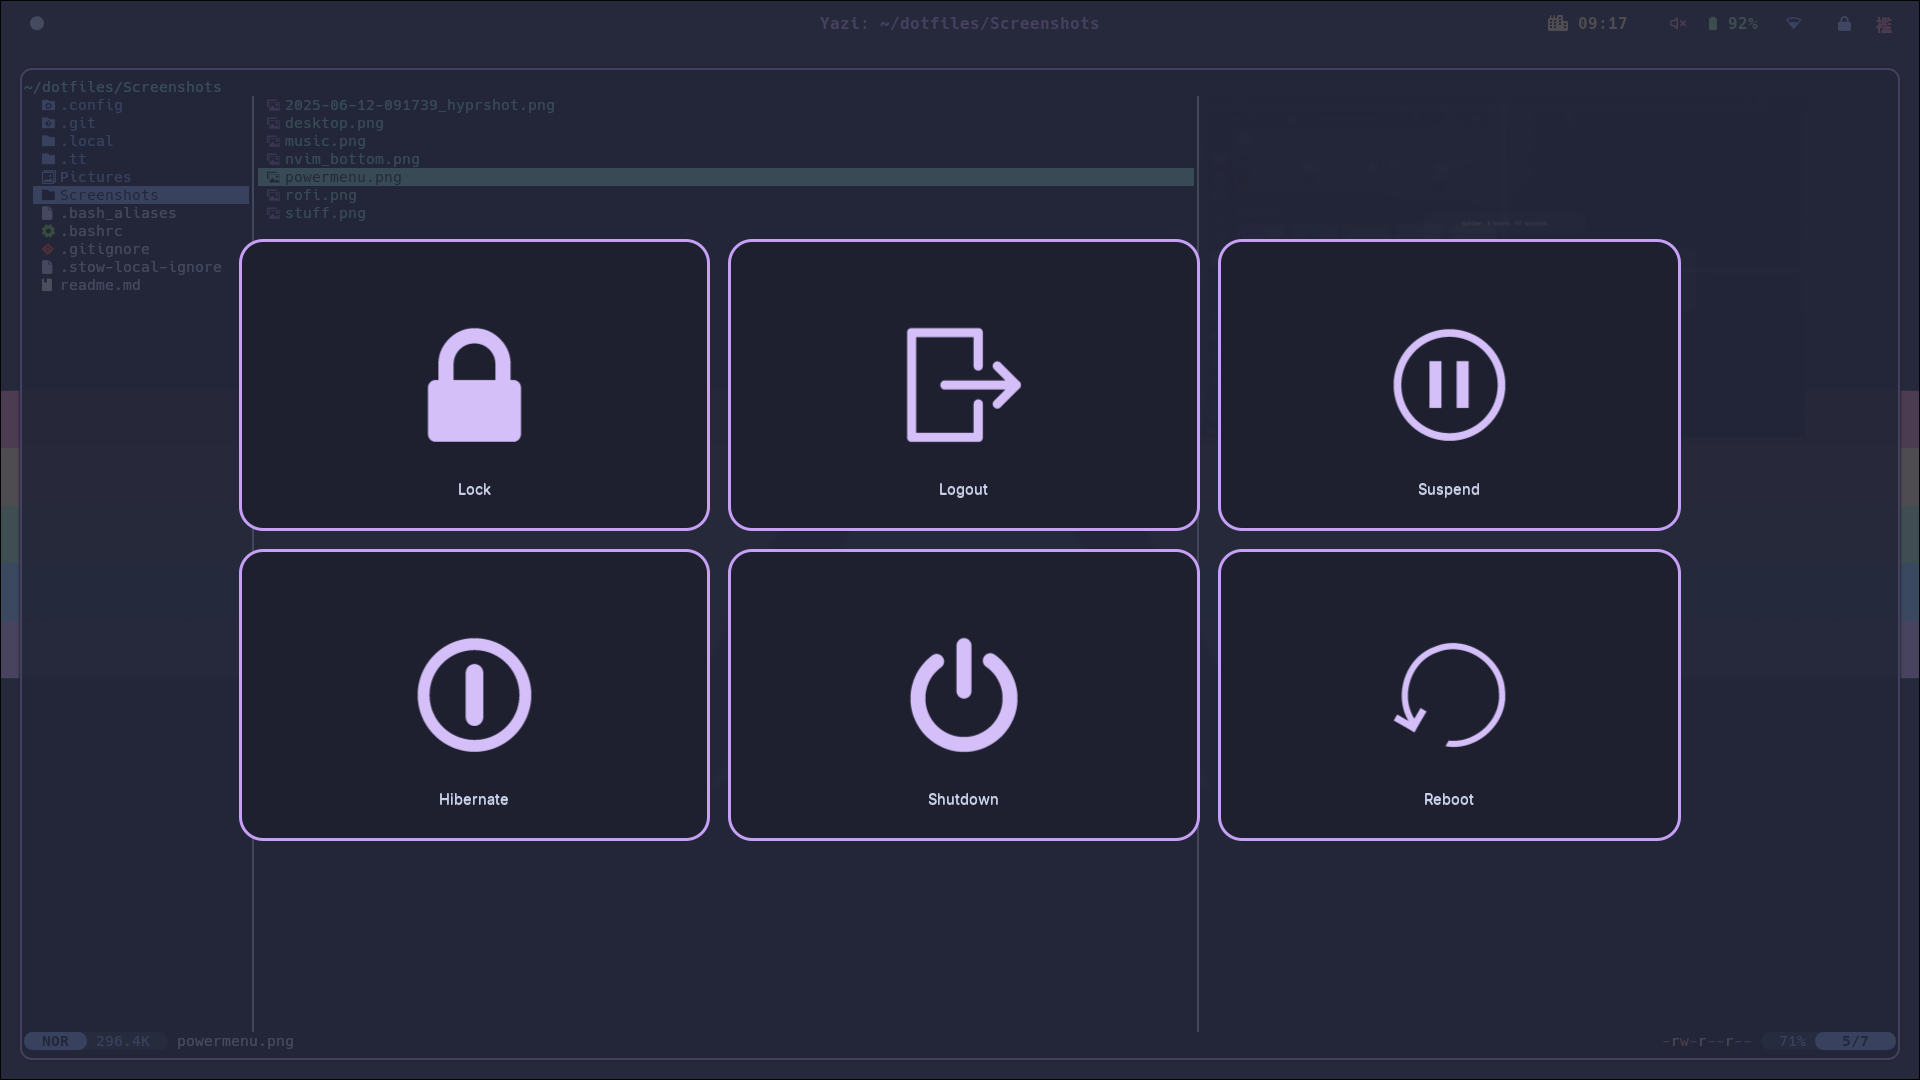 Yazi: ~/dotfiles/Screenshots
09:17
92%
~/dotfiles/Screenshots
.config
.git
.local
.tt
Pictures
Screenshots
.bash_aliases
.bashrc
.gitignore
.stow-local-ignore
readme.md
2025-06-12-091739_hyprshot.png
desktop.png
music.png
nvim_bottom.png
powermenu.png
rofi.png
stuff.png
Lock
Logout
Suspend
Hibernate
Shutdown
Reboot
NOR 296.4K powermenu.png
-rw-r--r-- 71% 5/7